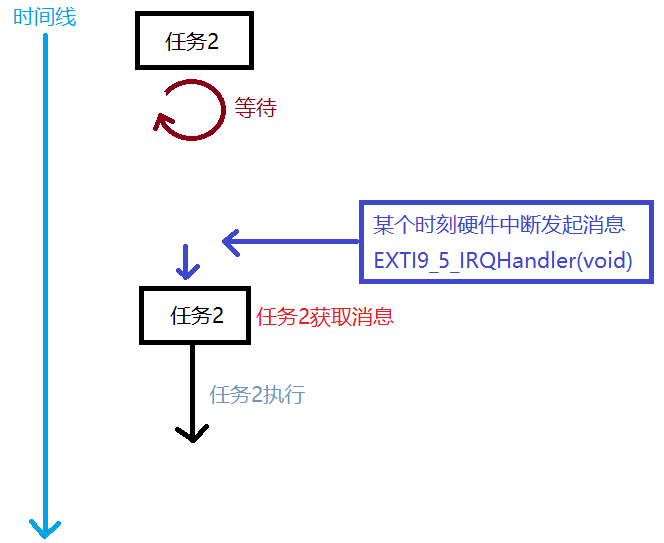 时间线
任务2
等待
某个时刻硬件中断发起消息
EXTI9_5_IRQHandler(void)
任务2
任务2获取消息
任务2执行